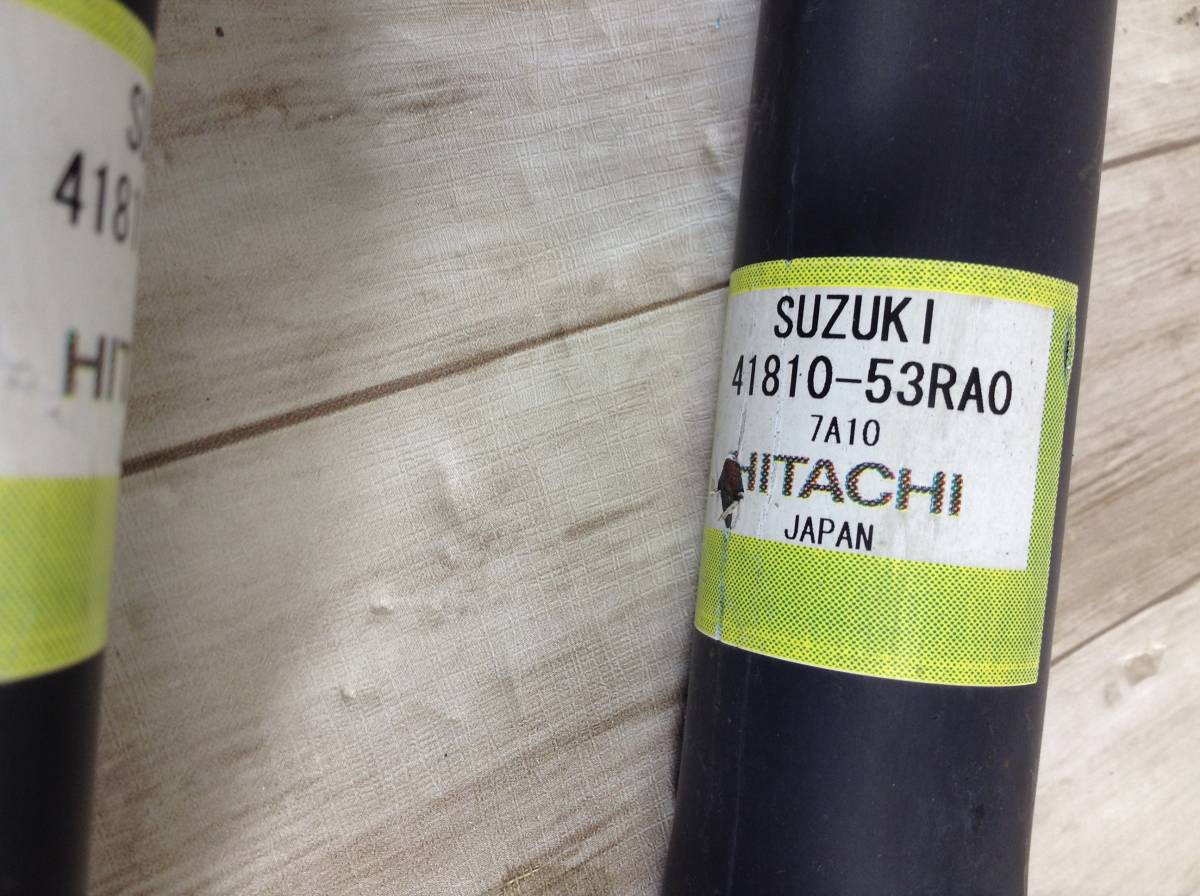 SUZUKI
41810-53RA0
7A10
HITACHI
JAPAN